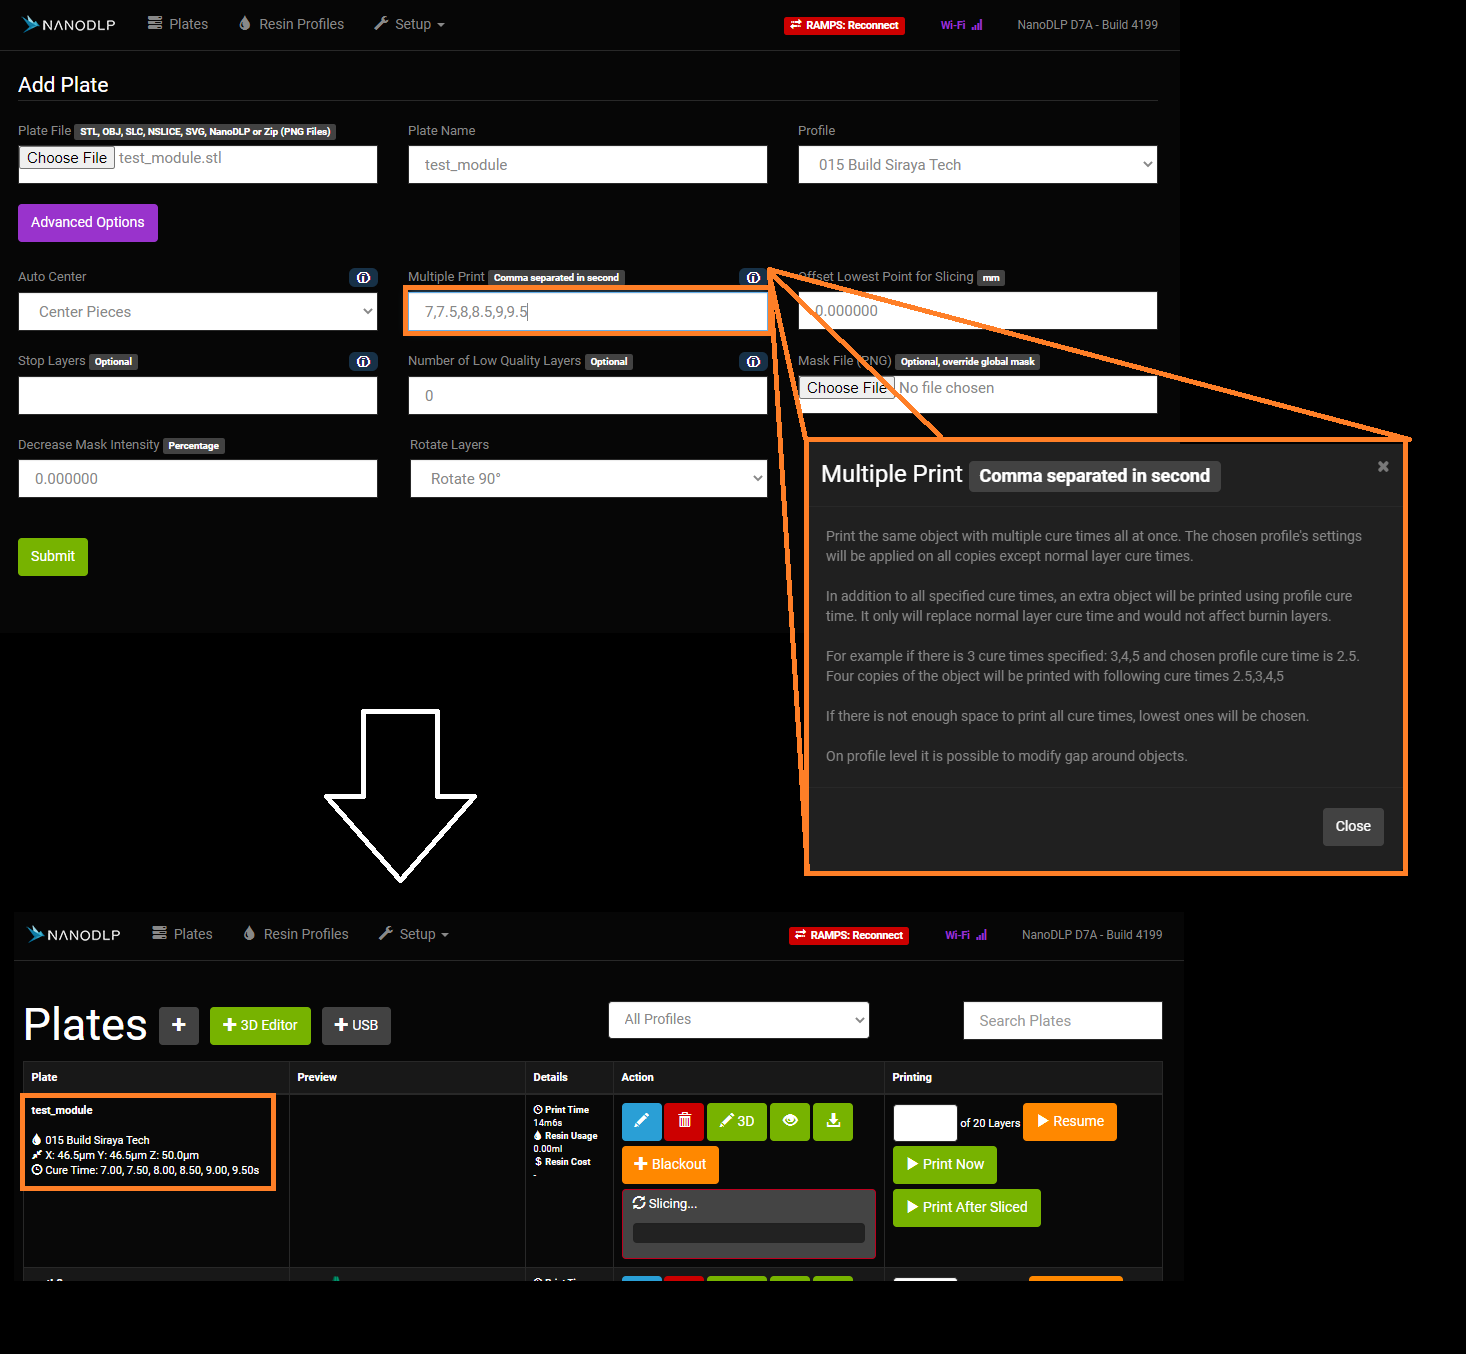 NANODLP Plates Resin Profiles Setup RAMPS: Reconnect Wi-Fi NanoDLP D7A - Build 4199
Add Plate
Plate File STL, OBJ, SLC, NSLICE, SVG, NanoDLP or Zip (PNG Files) Plate Name Profile
Choose File test_module.stl test_module 015 Build Siraya Tech
Advanced Options
Auto Center Multiple Print Comma separated in second Offset Lowest Point for Slicing mm
Center Pieces 7,7.5,8,8.5,9,9.5 0.000000
Stop Layers Optional Number of Low Quality Layers Optional Mask File (PNG) Optional, override global mask
0 Choose File No file chosen
Decrease Mask Intensity Percentage Rotate Layers
0.000000 Rotate 90°
Submit
Multiple Print Comma separated in second
Print the same object with multiple cure times all at once. The chosen profile's settings
will be applied on all copies except normal layer cure times.
In addition to all specified cure times, an extra object will be printed using profile cure
time. It only will replace normal layer cure time and would not affect burnin layers.
For example if there is 3 cure times specified: 3,4,5 and chosen profile cure time is 2.5.
Four copies of the object will be printed with following cure times 2.5,3,4,5
If there is not enough space to print all cure times, lowest ones will be chosen.
On profile level it is possible to modify gap around objects.
Close
NANODLP Plates Resin Profiles Setup RAMPS: Reconnect Wi-Fi NanoDLP D7A - Build 4199
Plates + + 3D Editor + USB All Profiles Search Plates
Plate Preview Details Action Printing
test_module
015 Build Siraya Tech
X: 46.5µm Y: 46.5µm Z: 50.0µm
Cure Time: 7.00, 7.50, 8.00, 8.50, 9.00, 9.50s
Print Time
14m6s
Resin Usage
0.00ml
$ Resin Cost
-
3D
+ Blackout
Slicing...
of 20 Layers Resume
Print Now
Print After Sliced